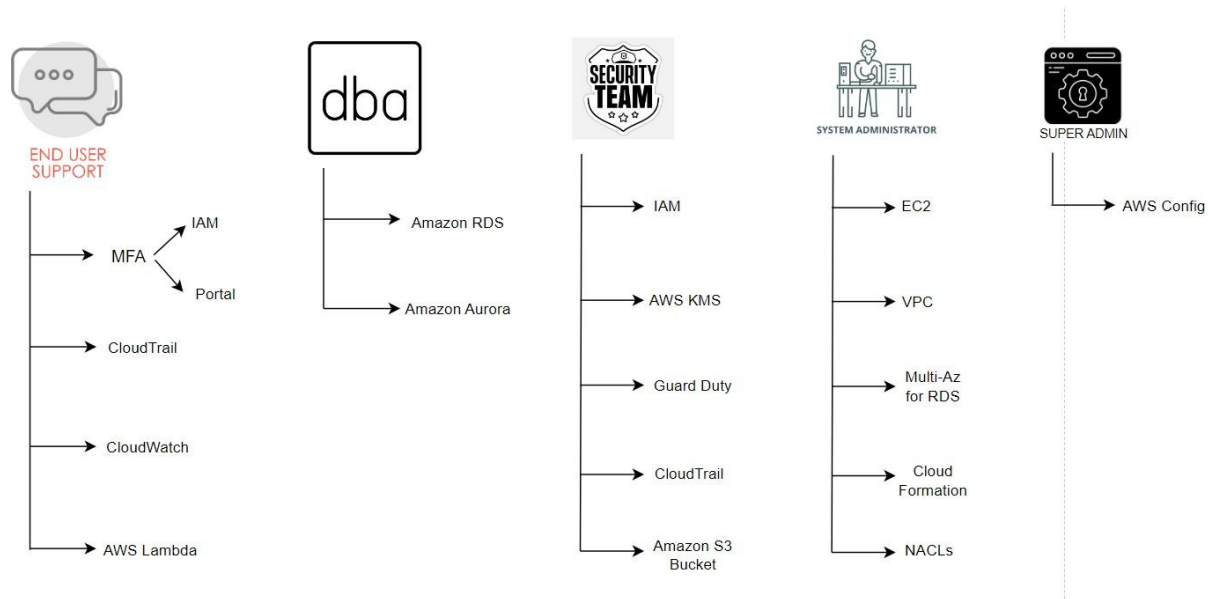 END USER
SUPPORT
MFA
IAM
Portal
CloudTrail
CloudWatch
AWS Lambda
dba
Amazon RDS
Amazon Aurora
SECURITY
TEAM
IAM
AWS KMS
Guard Duty
CloudTrail
Amazon S3
Bucket
SYSTEM ADMINISTRATOR
EC2
VPC
Multi-Az
for RDS
Cloud
Formation
NACLs
SUPER ADMIN
AWS Config